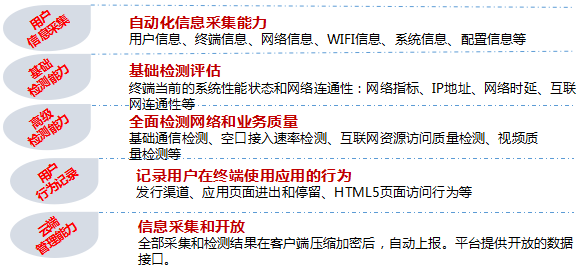 用户
信息采集
自动化信息采集能力
用户信息、终端信息、网络信息、WIFI信息、系统信息、配置信息等
基础
检测能力
基础检测评估
终端当前的系统性能状态和网络连通性：网络指标、IP地址、网络时延、互联
网连通性等
高级
检测能力
全面检测网络和业务质量
基础通信检测、空口接入速率检测、互联网资源访问质量检测、视频质
量检测等
用户
行为记录
记录用户在终端使用应用的行为
发行渠道、应用页面进出和停留、HTML5页面访问行为等
云端
管理能力
信息采集和开放
全部采集和检测结果在客户端压缩加密后，自动上报。平台提供开放的数据
接口。